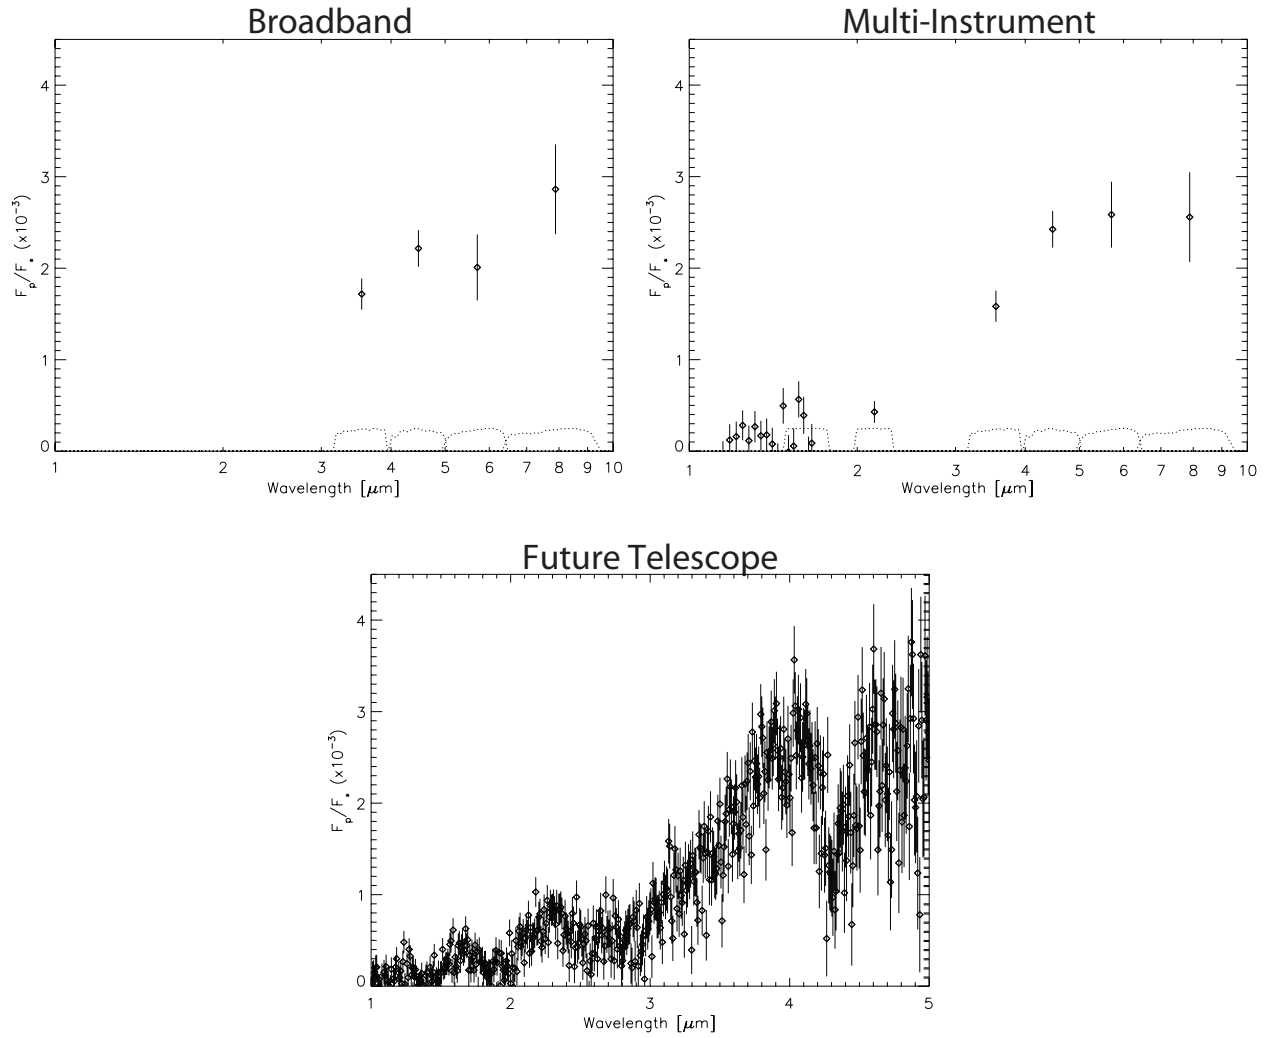 Broadband
4
3
2
1
0
F_p/F_* (x10^-3)
1 2 3 4 5 6 7 8 9 10
Wavelength [μm]
Multi-Instrument
4
3
2
1
0
F_p/F_* (x10^-3)
1 2 3 4 5 6 7 8 9 10
Wavelength [μm]
Future Telescope
4
3
2
1
0
F_p/F_* (x10^-3)
1 2 3 4 5
Wavelength [μm]